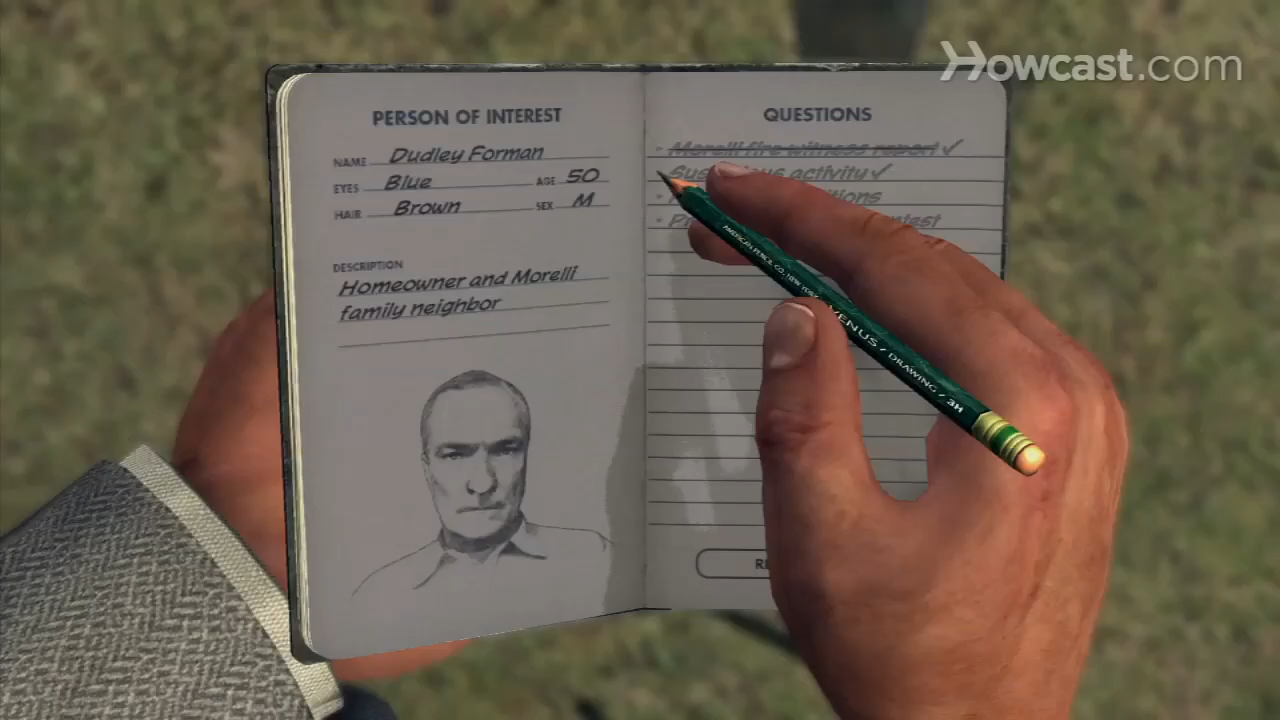 Howcast.com
PERSON OF INTEREST
NAME Dudley Forman
EYES Blue AGE 50
HAIR Brown SEX M
DESCRIPTION
Homeowner and Morelli
family neighbor
QUESTIONS
Morelli fire witness report ✓
activity ✓
AMERICAN PENCIL CO. NEW YORK VENUS / DRAWING / 3H